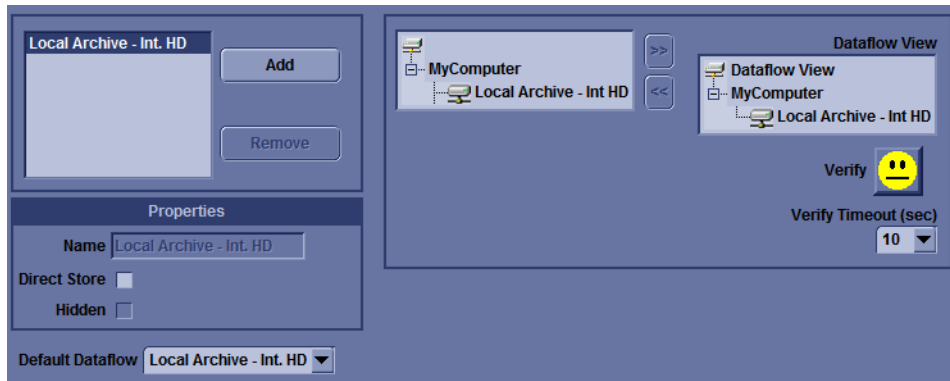 Local Archive - Int. HD
Add
Remove
Properties
Name Local Archive - Int. HD
Direct Store
Hidden
Default Dataflow Local Archive - Int. HD
MyComputer
Local Archive - Int HD
>>
<<
Dataflow View
Dataflow View
MyComputer
Local Archive - Int HD
Verify
Verify Timeout (sec)
10